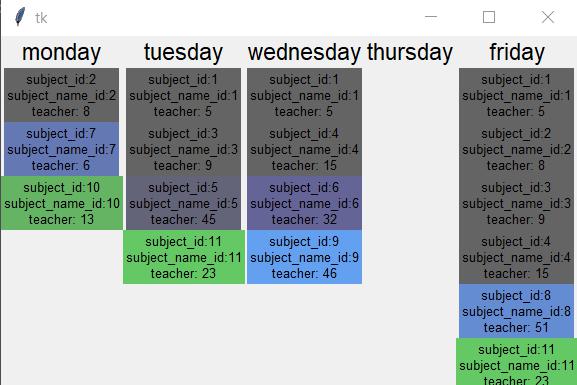 tk
monday tuesday wednesday thursday friday
subject_id:2
subject_name_id:2
teacher: 8
subject_id:7
subject_name_id:7
teacher: 6
subject_id:10
subject_name_id:10
teacher: 13
subject_id:1
subject_name_id:1
teacher: 5
subject_id:3
subject_name_id:3
teacher: 9
subject_id:5
subject_name_id:5
teacher: 45
subject_id:11
subject_name_id:11
teacher: 23
subject_id:1
subject_name_id:1
teacher: 5
subject_id:4
subject_name_id:4
teacher: 15
subject_id:6
subject_name_id:6
teacher: 32
subject_id:9
subject_name_id:9
teacher: 46
subject_id:1
subject_name_id:1
teacher: 5
subject_id:2
subject_name_id:2
teacher: 8
subject_id:3
subject_name_id:3
teacher: 9
subject_id:4
subject_name_id:4
teacher: 15
subject_id:8
subject_name_id:8
teacher: 51
subject_id:11
subject_name_id:11
teacher: 23